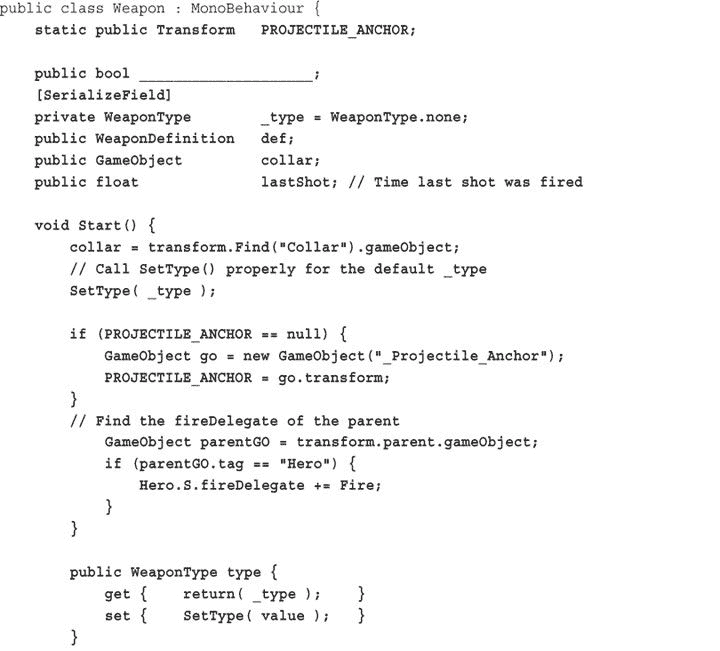 public class Weapon : MonoBehaviour {
static public Transform PROJECTILE_ANCHOR;
public bool ____________________;
[SerializeField]
private WeaponType _type = WeaponType.none;
public WeaponDefinition def;
public GameObject collar;
public float lastShot; // Time last shot was fired
void Start() {
collar = transform.Find("Collar").gameObject;
// Call SetType() properly for the default _type
SetType( _type );
if (PROJECTILE_ANCHOR == null) {
GameObject go = new GameObject("_Projectile_Anchor");
PROJECTILE_ANCHOR = go.transform;
}
// Find the fireDelegate of the parent
GameObject parentGO = transform.parent.gameObject;
if (parentGO.tag == "Hero") {
Hero.S.fireDelegate += Fire;
}
}
public WeaponType type {
get { return( _type ); }
set { SetType( value ); }
}